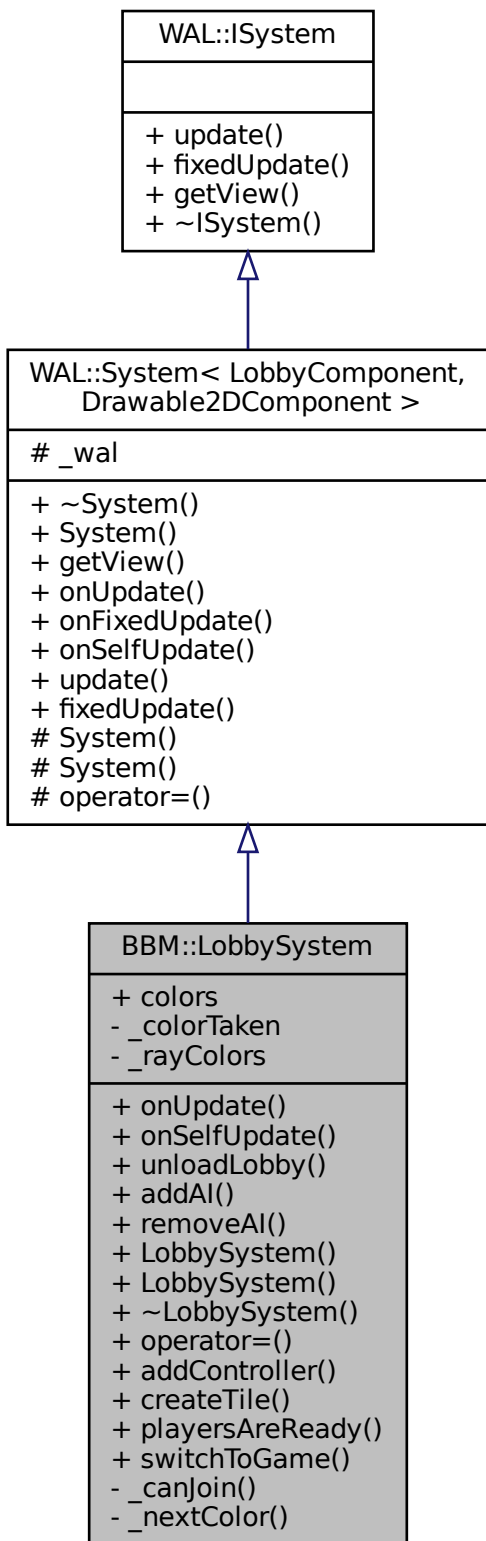 WAL::ISystem
+ update()
+ fixedUpdate()
+ getView()
+ ~ISystem()
WAL::System< LobbyComponent,
Drawable2DComponent >
# _wal
+ ~System()
+ System()
+ getView()
+ onUpdate()
+ onFixedUpdate()
+ onSelfUpdate()
+ update()
+ fixedUpdate()
# System()
# System()
# operator=()
BBM::LobbySystem
+ colors
- _colorTaken
- _rayColors
+ onUpdate()
+ onSelfUpdate()
+ unloadLobby()
+ addAI()
+ removeAI()
+ LobbySystem()
+ LobbySystem()
+ ~LobbySystem()
+ operator=()
+ addController()
+ createTile()
+ playersAreReady()
+ switchToGame()
- _canJoin()
- _nextColor()